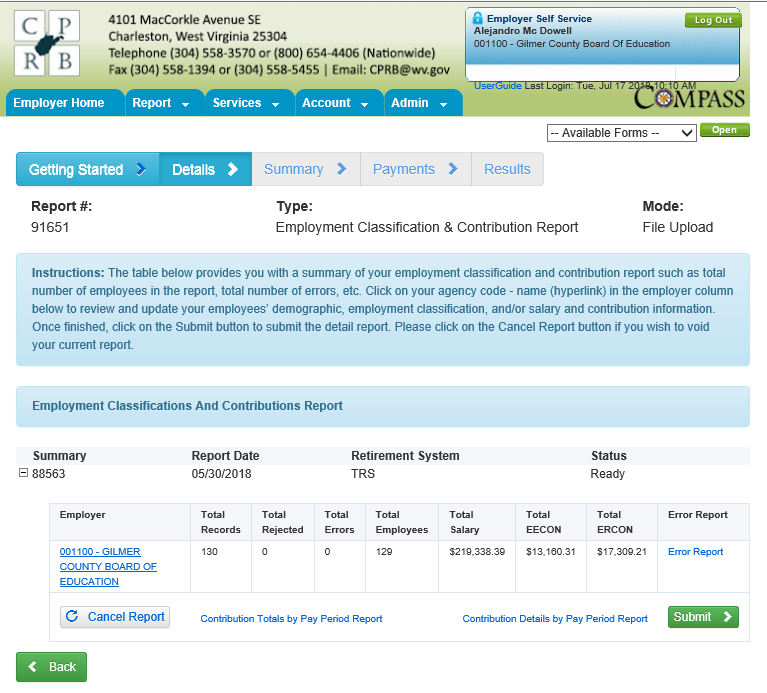 C P
R B
4101 MacCorkle Avenue SE
Charleston, West Virginia 25304
Telephone (304) 558-3570 or (800) 654-4406 (Nationwide)
Fax (304) 558-1394 or (304) 558-5455 | Email: CPRB@wv.gov
Employer Self Service
Log Out
Alejandro Mc Dowell
001100 - Gilmer County Board Of Education
UserGuide Last Login: Tue, Jul 17 2018 10:10 AM
COMPASS
Employer Home Report Services Account Admin
-- Available Forms -- Open
Getting Started Details Summary Payments Results
Report #: Type: Mode:
91651 Employment Classification & Contribution Report File Upload
Instructions: The table below provides you with a summary of your employment classification and contribution report such as total
number of employees in the report, total number of errors, etc. Click on your agency code - name (hyperlink) in the employer column
below to review and update your employees' demographic, employment classification, and/or salary and contribution information.
Once finished, click on the Submit button to submit the detail report. Please click on the Cancel Report button if you wish to void
your current report.
Employment Classifications And Contributions Report
Summary Report Date Retirement System Status
88563 05/30/2018 TRS Ready
Employer Total Total Total Total Total Total Total Error Report
Records Rejected Errors Employees Salary EECON ERCON
001100 - GILMER 130 0 0 129 $219,338.39 $13,160.31 $17,309.21 Error Report
COUNTY BOARD OF
EDUCATION
Cancel Report Contribution Totals by Pay Period Report Contribution Details by Pay Period Report Submit
Back